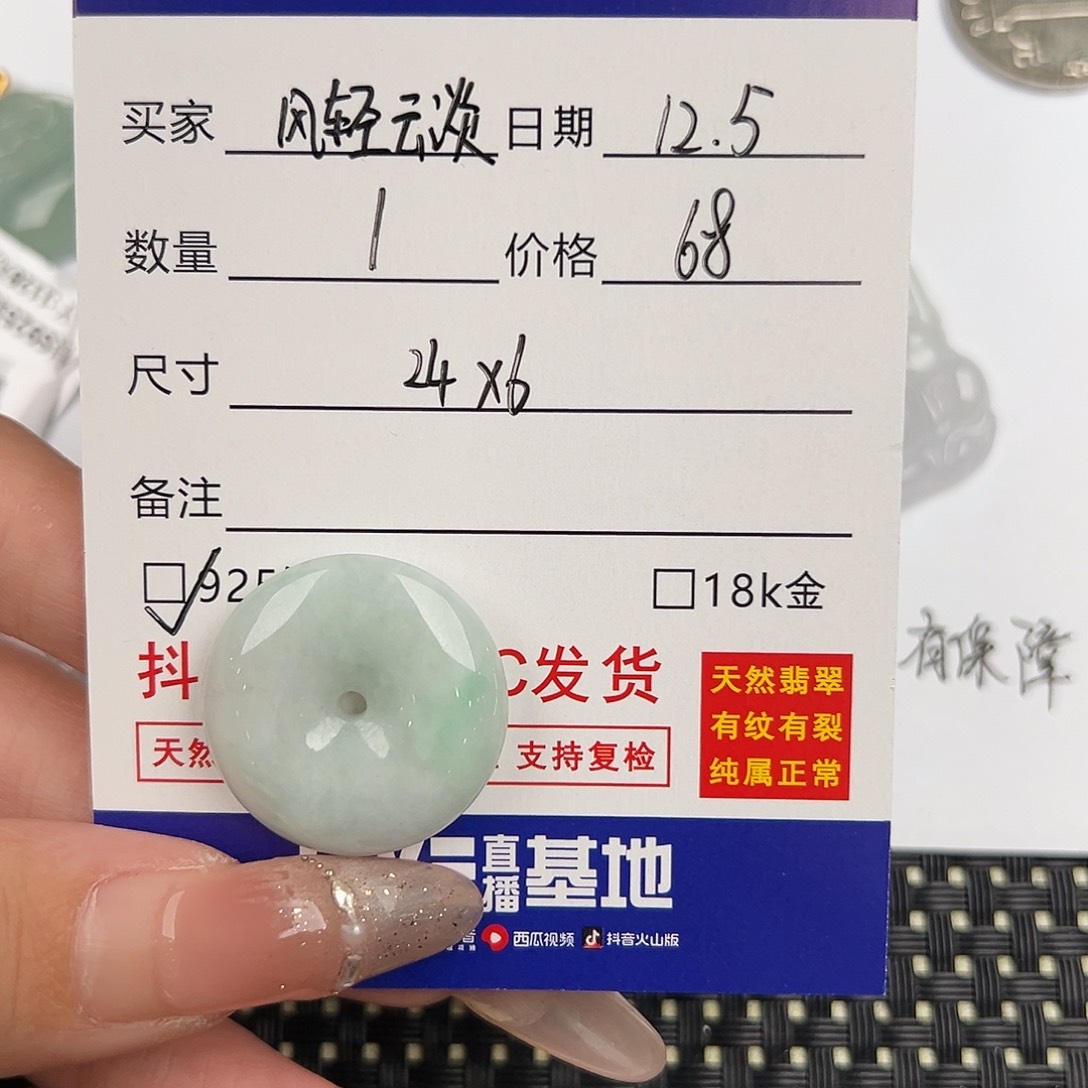 买家 风轻云淡 日期 12.5
数量 1 价格 68
尺寸 24×6
备注
925
18k金
抖
C发货
天然
支持复检
天然翡翠
有纹有裂
纯属正常
有保障
直播基地
西瓜视频 抖音火山版